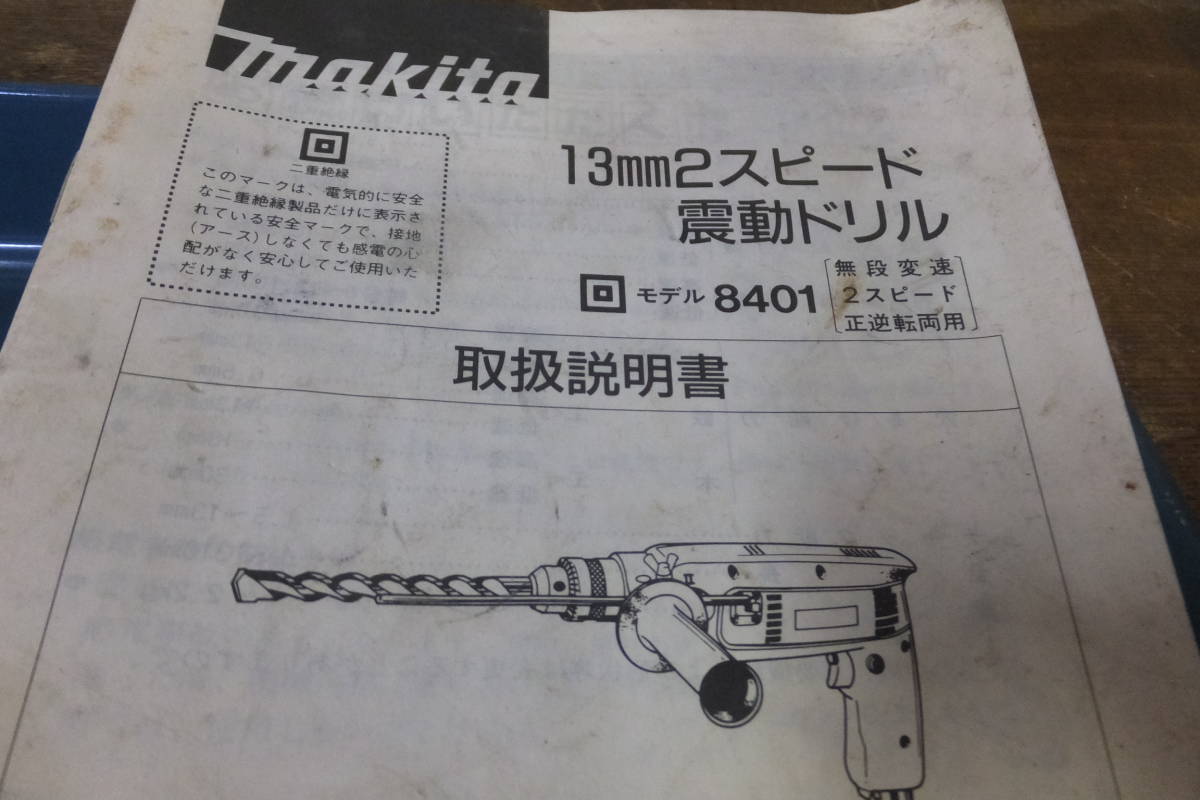 makita
二重絶縁
このマークは、電気的に安全
な二重絶縁製品だけに表示さ
れている安全マークで、接地
(アース)しなくても感電の心
配がなく安心してご使用いた
だけます。
13mm2スピード
震動ドリル
モデル 8401
無段変速
2スピード
正逆転両用
取扱説明書